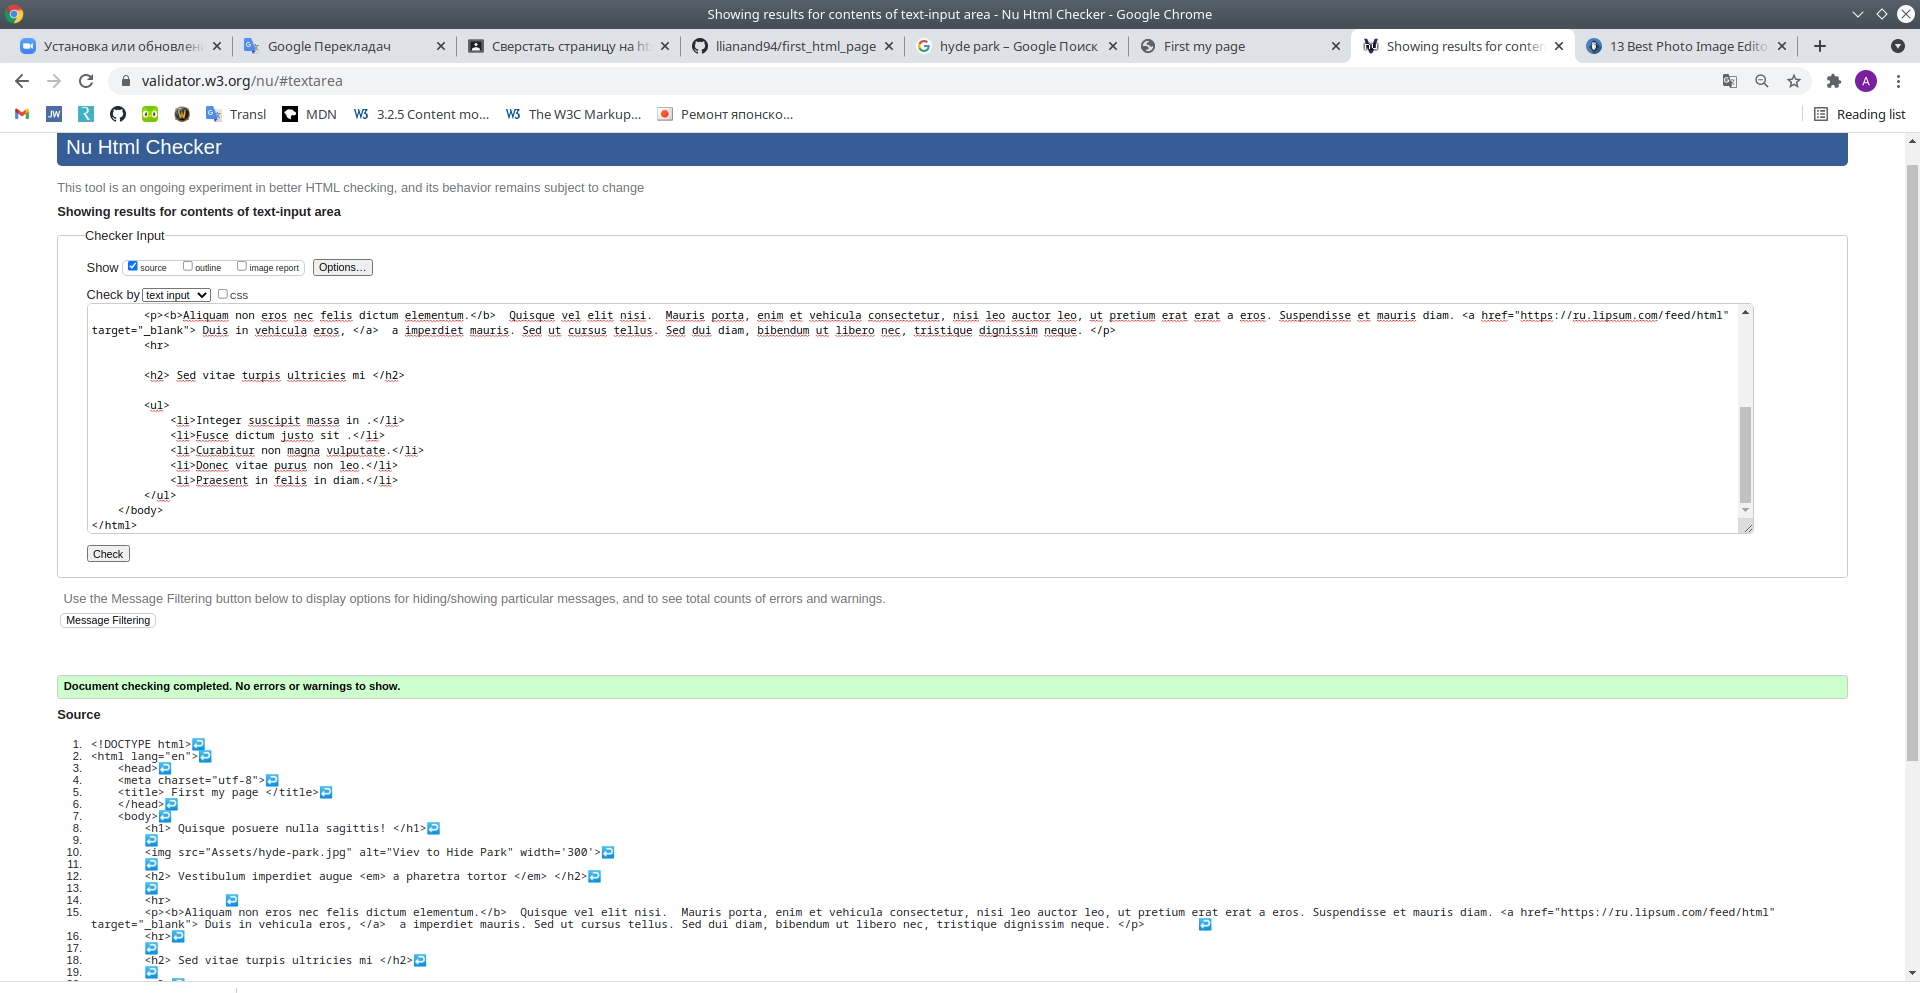 Showing results for contents of text-input area - Nu Html Checker - Google Chrome
Установка или обновлен
Google Перекладач
Сверстать страницу на ht
llianand94/first_html_page
hyde park – Google Поиск
First my page
Showing results for conten
13 Best Photo Image Edito
validator.w3.org/nu/#textarea
A
JW
Transl
MDN
3.2.5 Content mo...
The W3C Markup...
Ремонт японско...
Reading list
Nu Html Checker
This tool is an ongoing experiment in better HTML checking, and its behavior remains subject to change
Showing results for contents of text-input area
Checker Input
Show source outline image report Options...
Check by text input CSS
<p><b>Aliquam non eros nec felis dictum elementum.</b>  Quisque vel elit nisi.  Mauris porta, enim et vehicula consectetur, nisi leo auctor leo, ut pretium erat erat a eros. Suspendisse et mauris diam. <a href="https://ru.lipsum.com/feed/html"
target="_blank"> Duis in vehicula eros, </a>  a imperdiet mauris. Sed ut cursus tellus. Sed dui diam, bibendum ut libero nec, tristique dignissim neque. </p>
<hr>
<h2> Sed vitae turpis ultricies mi </h2>
<ul>
<li>Integer suscipit massa in .</li>
<li>Fusce dictum justo sit .</li>
<li>Curabitur non magna vulputate.</li>
<li>Donec vitae purus non leo.</li>
<li>Praesent in felis in diam.</li>
</ul>
</body>
</html>
Check
Use the Message Filtering button below to display options for hiding/showing particular messages, and to see total counts of errors and warnings.
Message Filtering
Document checking completed. No errors or warnings to show.
Source
1. <!DOCTYPE html>
2. <html lang="en">
3. <head>
4. <meta charset="utf-8">
5. <title> First my page </title>
6. </head>
7. <body>
8. <h1> Quisque posuere nulla sagittis! </h1>
9.
10. <img src="Assets/hyde-park.jpg" alt="Viev to Hide Park" width='300'>
11.
12. <h2> Vestibulum imperdiet augue <em> a pharetra tortor </em> </h2>
13.
14. <hr>
15. <p><b>Aliquam non eros nec felis dictum elementum.</b>  Quisque vel elit nisi.  Mauris porta, enim et vehicula consectetur, nisi leo auctor leo, ut pretium erat erat a eros. Suspendisse et mauris diam. <a href="https://ru.lipsum.com/feed/html"
target="_blank"> Duis in vehicula eros, </a>  a imperdiet mauris. Sed ut cursus tellus. Sed dui diam, bibendum ut libero nec, tristique dignissim neque. </p>
16. <hr>
17.
18. <h2> Sed vitae turpis ultricies mi </h2>
19.